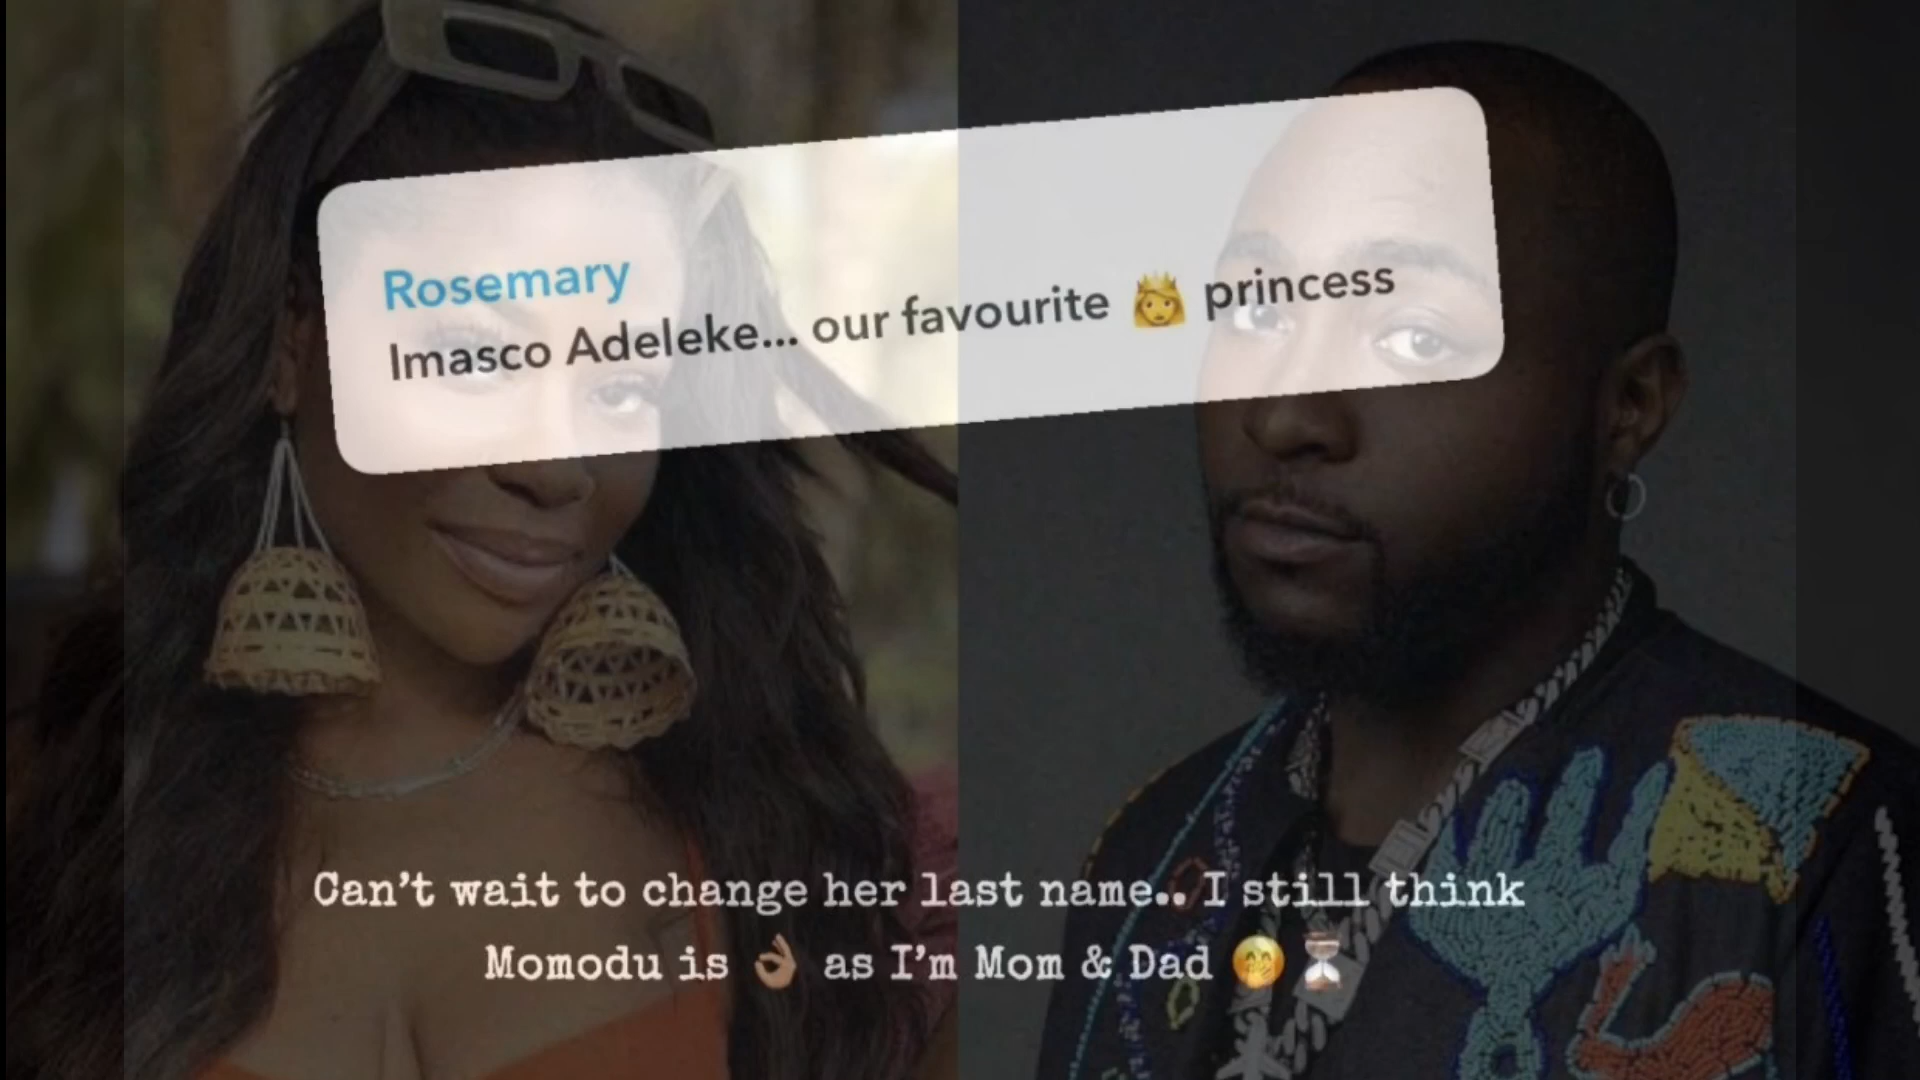 Rosemary
Imasco Adeleke... our favourite 👸 princess
Can't wait to change her last name.. I still think
Momodu is 👌🏽 as I'm Mom & Dad 🤭 ⏳